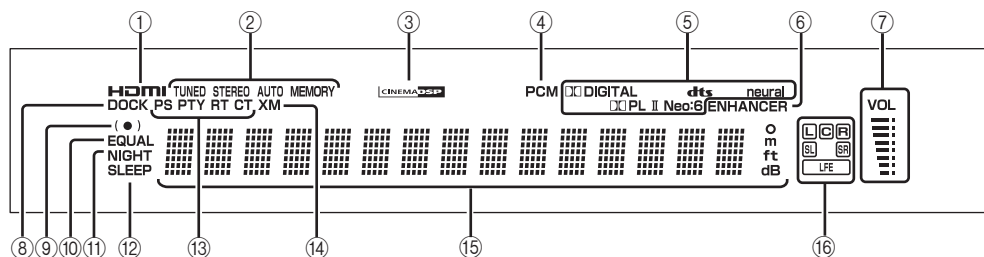 ① ② ③ ④ ⑤ ⑥ ⑦
HDMI TUNED STEREO AUTO MEMORY CINEMA DSP PCM DIGITAL dts neural VOL
DOCK PS PTY RT CT XM PL II Neo:6 ENHANCER
EQUAL
NIGHT
SLEEP
m
ft
dB
L C R
SL SR
LFE
⑧ ⑨ ⑩ ⑪ ⑫ ⑬ ⑭ ⑮ ⑯